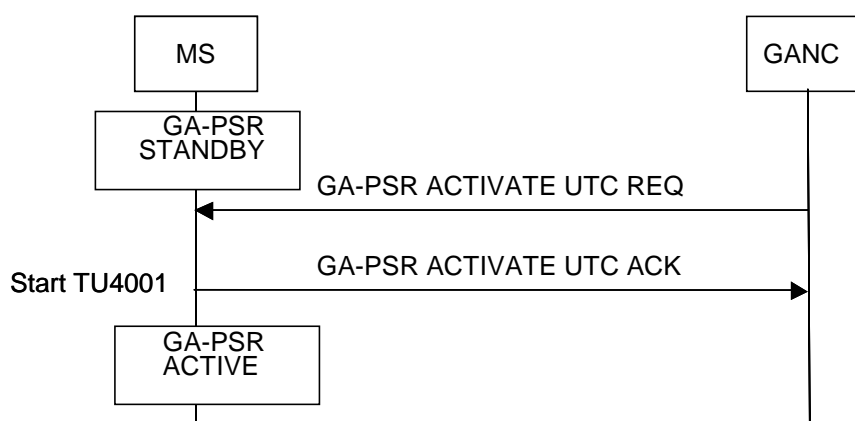 MS
GANC
GA-PSR
STANDBY
GA-PSR ACTIVATE UTC REQ
GA-PSR ACTIVATE UTC ACK
Start TU4001
GA-PSR
ACTIVE